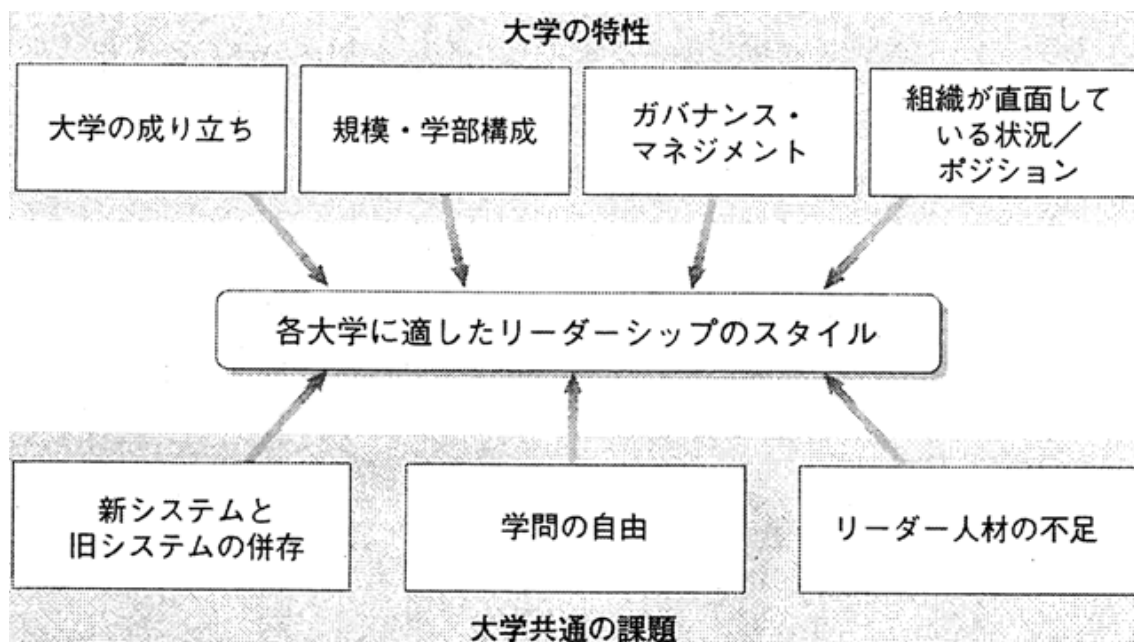 大学の特性
大学の成り立ち
規模・学部構成
ガバナンス・
マネジメント
組織が直面して
いる状況／
ポジション
各大学に適したリーダーシップのスタイル
新システムと
旧システムの併存
学問の自由
リーダー人材の不足
大学共通の課題